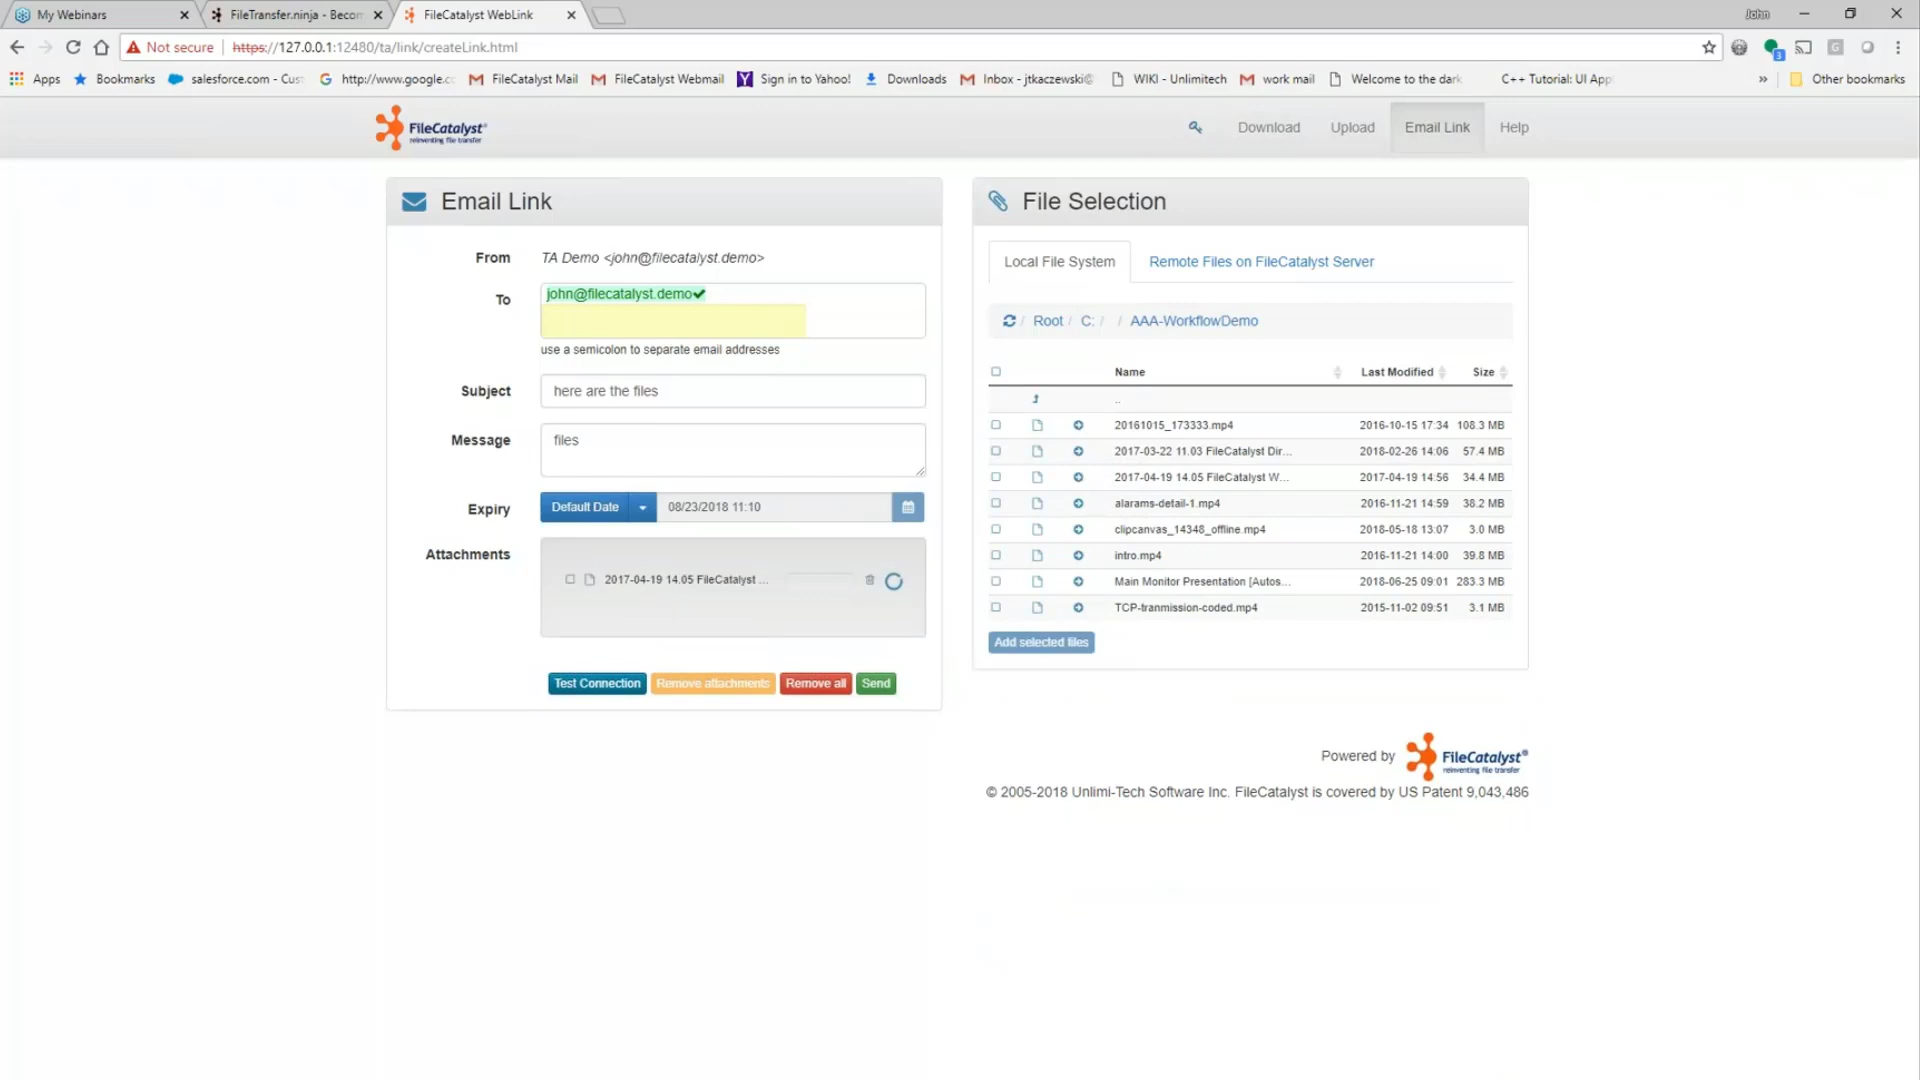 My Webinars
FileTransfer.ninja - Becom
FileCatalyst WebLink
John
Not secure
https://127.0.0.1:12480/ta/link/createLink.html
Apps
Bookmarks
salesforce.com - Cus
http://www.google.c
FileCatalyst Mail
FileCatalyst Webmail
Sign in to Yahoo!
Downloads
Inbox - jtkaczewski@
WIKI - Unlimitech
work mail
Welcome to the dark
C++ Tutorial: UI App
»
Other bookmarks
FileCatalyst®
reinventing file transfer
Download
Upload
Email Link
Help
Email Link
From
TA Demo <john@filecatalyst.demo>
To
john@filecatalyst.demo
use a semicolon to separate email addresses
Subject
here are the files
Message
files
Expiry
Default Date
08/23/2018 11:10
Attachments
2017-04-19 14.05 FileCatalyst ...
Test Connection
Remove attachments
Remove all
Send
File Selection
Local File System
Remote Files on FileCatalyst Server
/ Root / C: / / AAA-WorkflowDemo
Name Last Modified Size
..
20161015_173333.mp4 2016-10-15 17:34 108.3 MB
2017-03-22 11.03 FileCatalyst Dir... 2018-02-26 14:06 57.4 MB
2017-04-19 14.05 FileCatalyst W... 2017-04-19 14:56 34.4 MB
alarams-detail-1.mp4 2016-11-21 14:59 38.2 MB
clipcanvas_14348_offline.mp4 2018-05-18 13:07 3.0 MB
intro.mp4 2016-11-21 14:00 39.8 MB
Main Monitor Presentation [Autos... 2018-06-25 09:01 283.3 MB
TCP-tranmission-coded.mp4 2015-11-02 09:51 3.1 MB
Add selected files
Powered by
FileCatalyst®
reinventing file transfer
© 2005-2018 Unlimi-Tech Software Inc. FileCatalyst is covered by US Patent 9,043,486